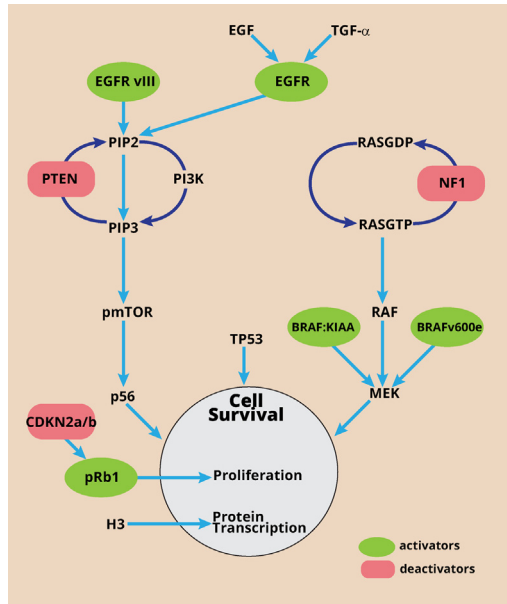 EGF
TGF-α
EGFR vIII
EGFR
PIP2
RASGDP
PTEN
PI3K
NF1
PIP3
RASGTP
pmTOR
BRAF:KIAA
RAF
BRAFv600e
TP53
p56
MEK
Cell
Survival
CDKN2a/b
pRb1
Proliferation
H3
Protein
Transcription
activators
deactivators